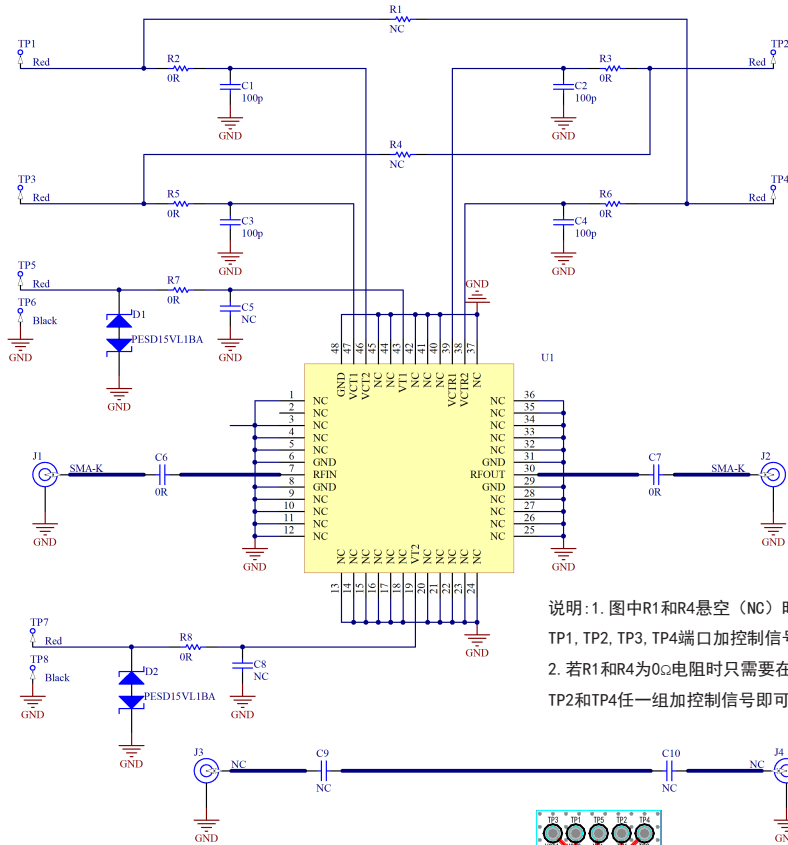 R1
NC
TP1
Red
R2
0R
C1
100p
GND
C2
100p
GND
R3
0R
TP2
Red
R4
NC
TP3
Red
R5
0R
C3
100p
GND
C4
100p
GND
R6
0R
TP4
Red
TP5
Red
R7
0R
C5
NC
GND
TP6
Black
GND
D1
PESD15VL1BA
GND
GND
U1
48 47 46 45 44 43 42 41 40 39 38 37
GND VCT1 VCT2 NC NC VT1 NC NC NC VCTR1 VCTR2 NC
1 NC
2 NC
3 NC
4 NC
5 NC
6 GND
7 RFIN
8 GND
9 NC
10 NC
11 NC
12 NC
NC 36
NC 35
NC 34
NC 33
NC 32
GND 31
RFOUT 30
GND 29
NC 28
NC 27
NC 26
NC 25
NC NC NC NC NC NC VT2 NC NC NC NC NC
13 14 15 16 17 18 19 20 21 22 23 24
J1
SMA-K
C6
0R
GND
GND
C7
0R
SMA-K
J2
GND
GND
GND
TP7
Red
TP8
Black
GND
R8
0R
D2
PESD15VL1BA
GND
C8
NC
GND
说明:1. 图中R1和R4悬空（NC）时
TP1, TP2, TP3, TP4端口加控制信号
2. 若R1和R4为0Ω电阻时只需要在
TP2和TP4任一组加控制信号即可
J3
NC
C9
NC
C10
NC
NC
J4
GND
TP3 TP1 TP5 TP2 TP4